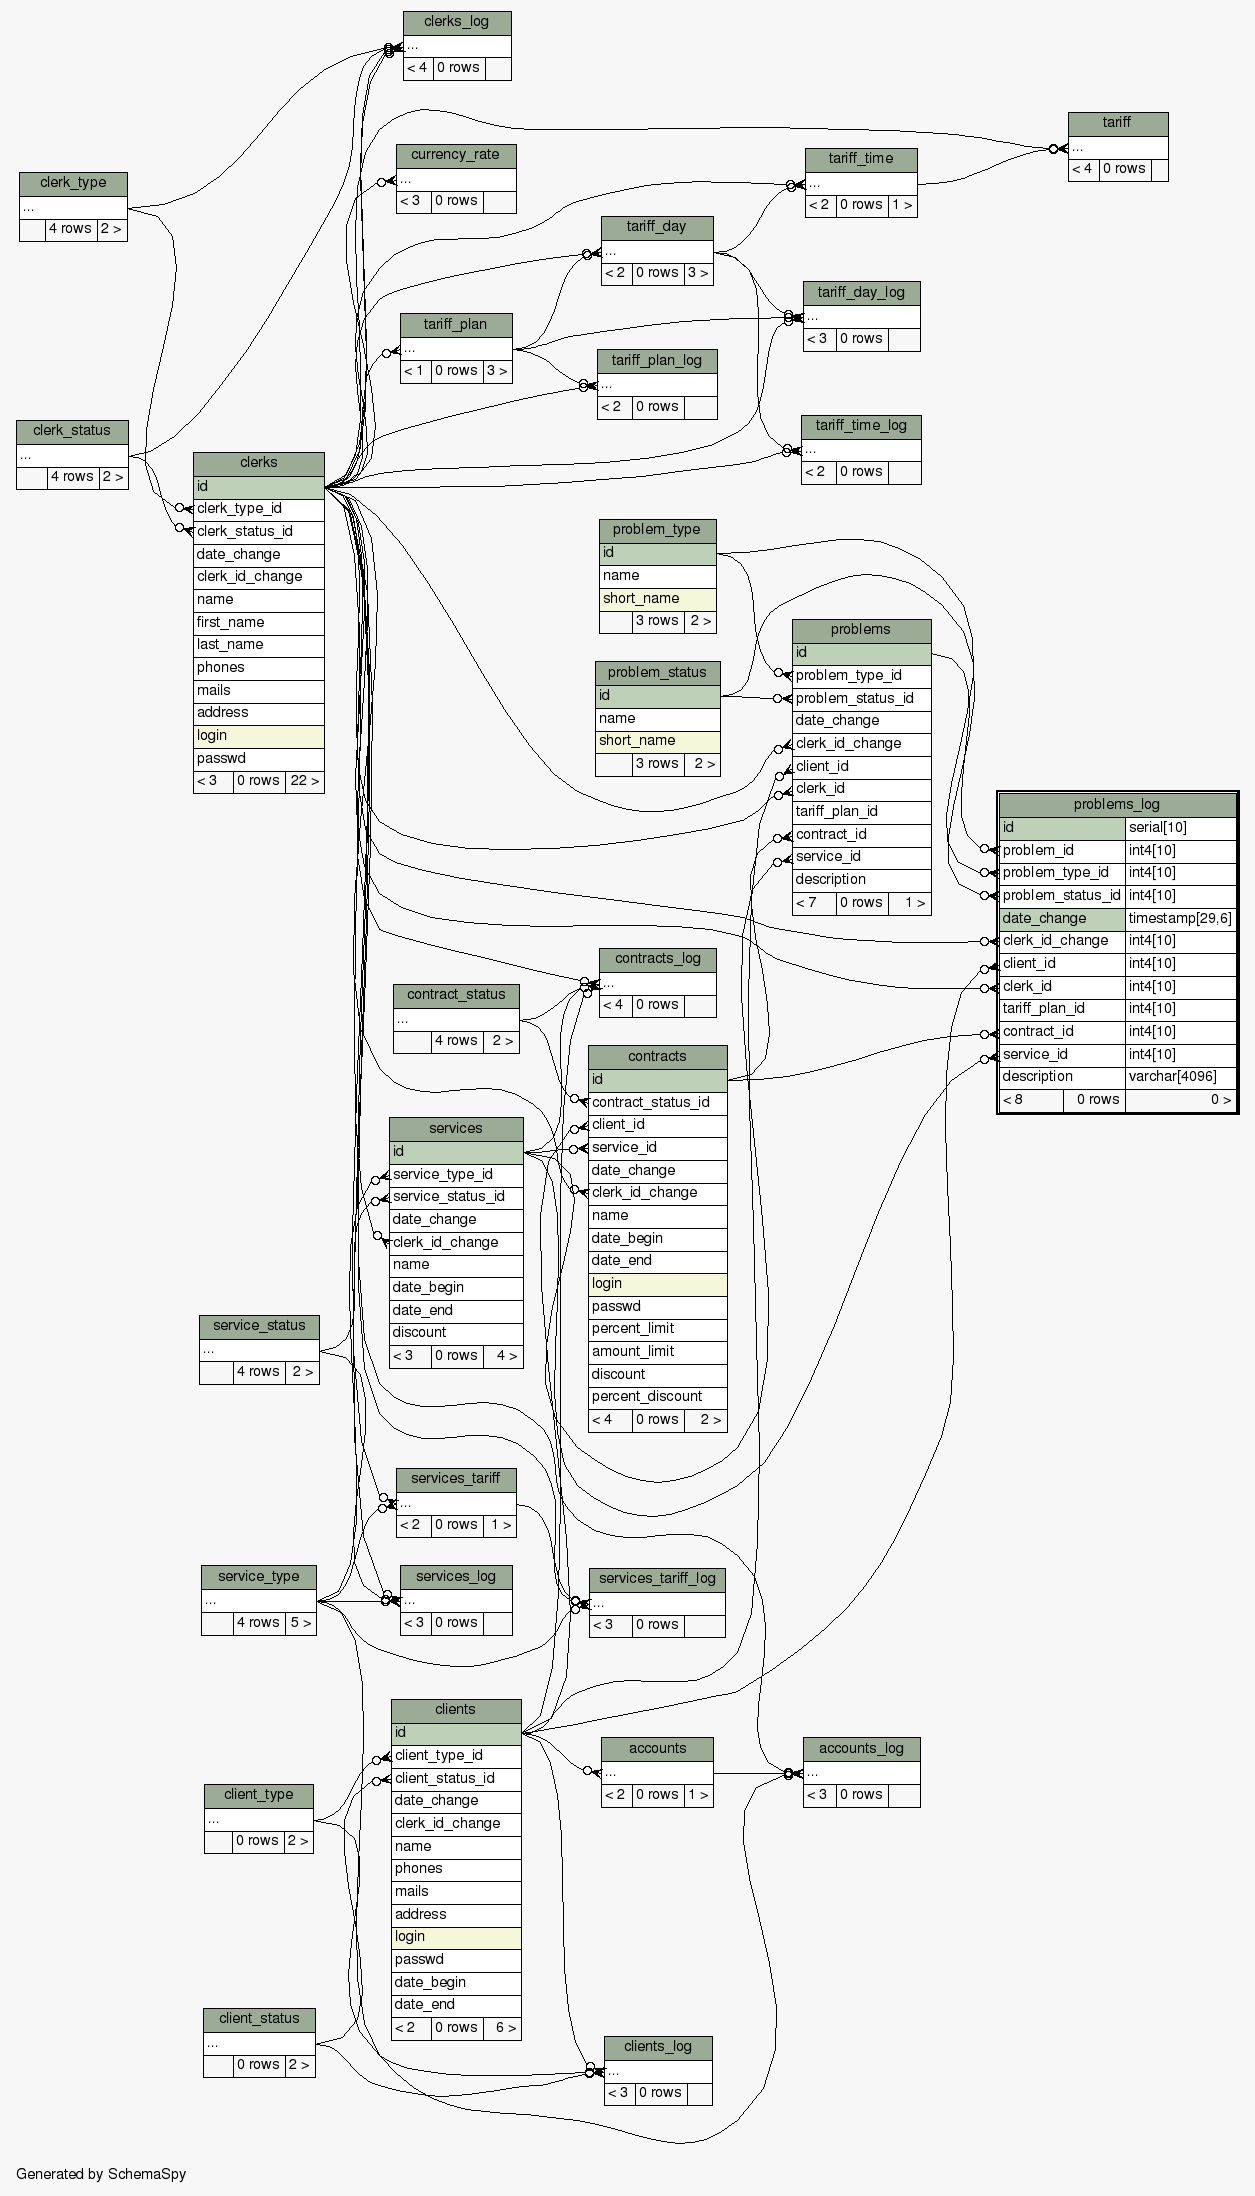 clerks_log
...
< 4 0 rows
tariff
...
< 4 0 rows
currency_rate
...
< 3 0 rows
tariff_time
...
< 2 0 rows 1 >
clerk_type
...
4 rows 2 >
tariff_day
...
< 2 0 rows 3 >
tariff_day_log
...
< 3 0 rows
tariff_plan
...
< 1 0 rows 3 >
tariff_plan_log
...
< 2 0 rows
tariff_time_log
...
< 2 0 rows
clerk_status
...
4 rows 2 >
clerks
id
clerk_type_id
clerk_status_id
date_change
clerk_id_change
name
first_name
last_name
phones
mails
address
login
passwd
< 3 0 rows 22 >
problem_type
id
name
short_name
3 rows 2 >
problem_status
id
name
short_name
3 rows 2 >
problems
id
problem_type_id
problem_status_id
date_change
clerk_id_change
client_id
clerk_id
tariff_plan_id
contract_id
service_id
description
< 7 0 rows 1 >
problems_log
id serial[10]
problem_id int4[10]
problem_type_id int4[10]
problem_status_id int4[10]
date_change timestamp[29,6]
clerk_id_change int4[10]
client_id int4[10]
clerk_id int4[10]
tariff_plan_id int4[10]
contract_id int4[10]
service_id int4[10]
description varchar[4096]
< 8 0 rows 0 >
contracts_log
...
< 4 0 rows
contract_status
...
4 rows 2 >
contracts
id
contract_status_id
client_id
service_id
date_change
clerk_id_change
name
date_begin
date_end
login
passwd
percent_limit
amount_limit
discount
percent_discount
< 4 0 rows 2 >
services
id
service_type_id
service_status_id
date_change
clerk_id_change
name
date_begin
date_end
discount
< 3 0 rows 4 >
service_status
...
4 rows 2 >
services_tariff
...
< 2 0 rows 1 >
service_type
...
4 rows 5 >
services_log
...
< 3 0 rows
services_tariff_log
...
< 3 0 rows
clients
id
client_type_id
client_status_id
date_change
clerk_id_change
name
phones
mails
address
login
passwd
date_begin
date_end
< 2 0 rows 6 >
accounts
...
< 2 0 rows 1 >
accounts_log
...
< 3 0 rows
client_type
...
0 rows 2 >
client_status
...
0 rows 2 >
clients_log
...
< 3 0 rows
Generated by SchemaSpy